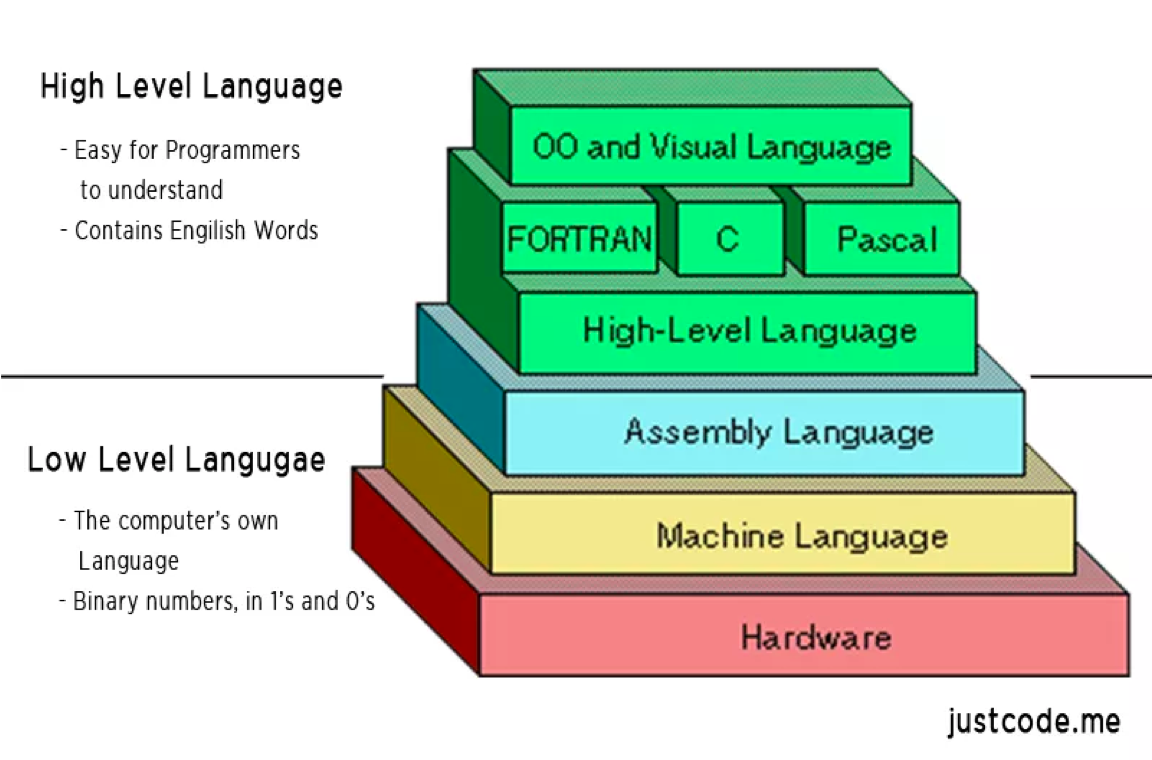 High Level Language
- Easy for Programmers
to understand
- Contains Engilish Words
OO and Visual Language
FORTRAN C Pascal
High-Level Language
Assembly Language
Low Level Langugae
- The computer's own
Language
- Binary numbers, in 1's and 0's
Machine Language
Hardware
justcode.me